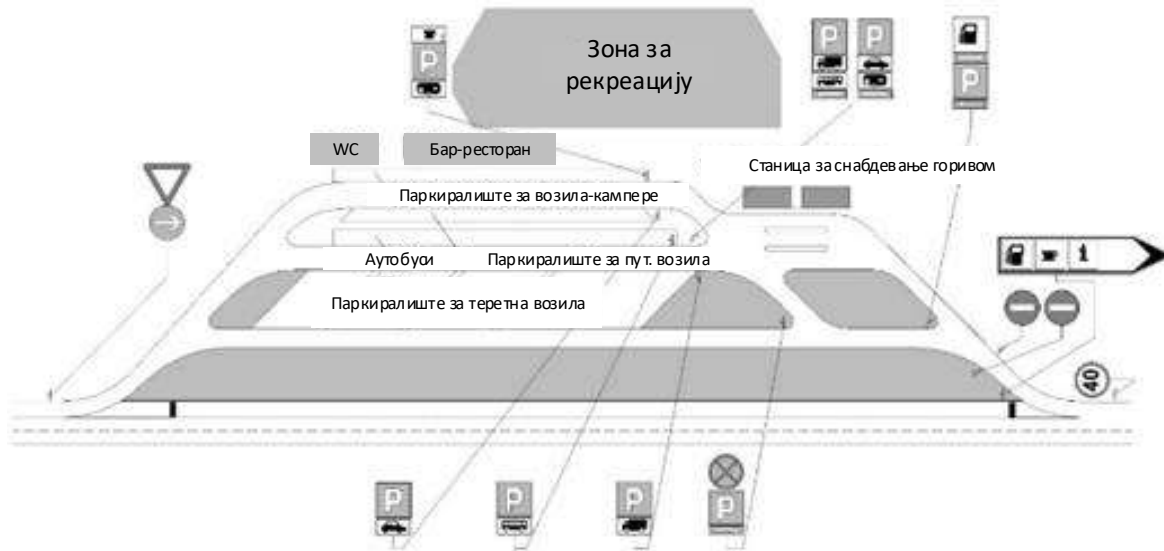 Зона за
рекреацију
P
P
P
P
P
WC
Бар-ресторан
Станица за снабдевање горивом
Паркиралиште за возила-кампере
Аутобуси
Паркиралиште за пут. возила
Паркиралиште за теретна возила
i
40
P
P
P
P